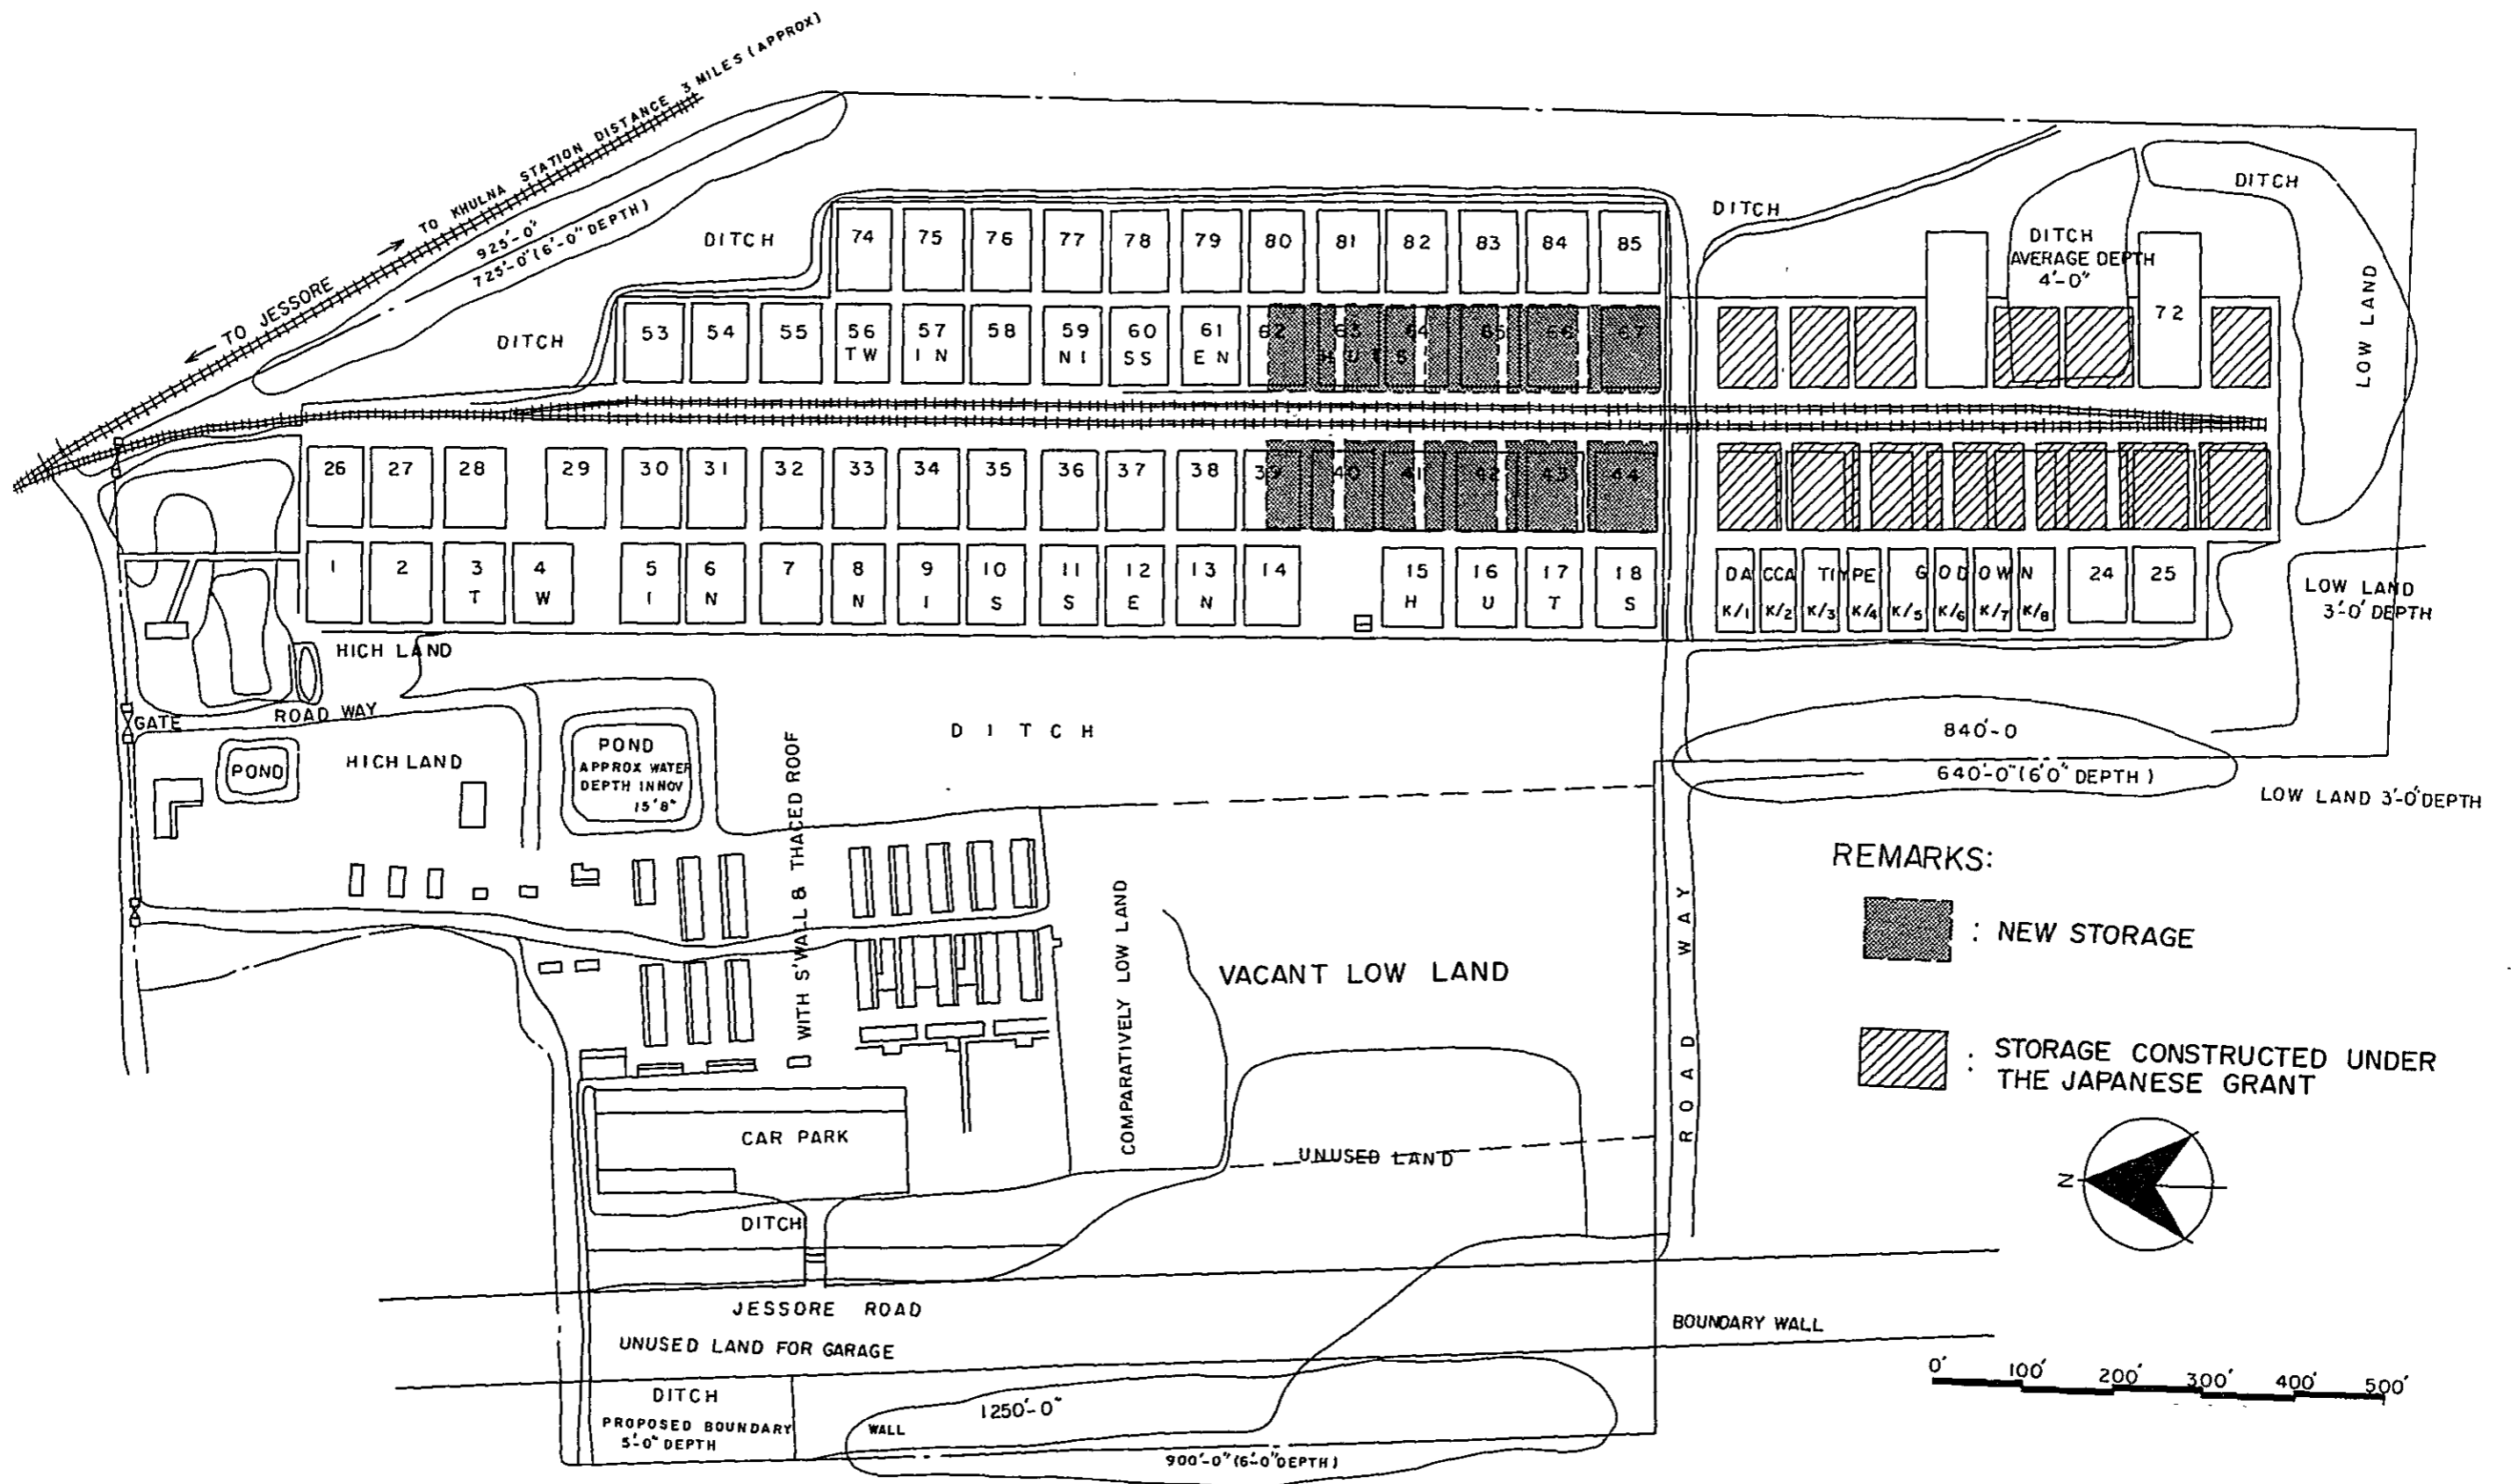 TO KHULNA STATION DISTANCE 3 MILES (APPROX)
TO JESSORE
925'-0"
725'-0" (6'-0" DEPTH)
DITCH
DITCH
DITCH
DITCH
DITCH
AVERAGE DEPTH
4'-0"
LOW LAND
74 75 76 77 78 79 80 81 82 83 84 85
53 54 55 56 57 58 59 60 61 62 63 64 65 66 67 72
TW IN NI SS EN HUTS
26 27 28 29 30 31 32 33 34 35 36 37 38 39 40 41 42 43 44
1 2 3 4 5 6 7 8 9 10 11 12 13 14 15 16 17 18
T W I N N I S S E N H U T S
DACCA TYPE GODOWN 24 25
K/1 K/2 K/3 K/4 K/5 K/6 K/7 K/8
LOW LAND
3'-0' DEPTH
HIGH LAND
ROAD WAY
GATE
POND
HIGH LAND
POND
APPROX WATER
DEPTH IN NOV
15'8"
DITCH
840'-0
640'-0" (6'0" DEPTH)
LOW LAND 3'-0" DEPTH
WITH S'WALL & THACED ROOF
COMPARATIVELY LOW LAND
VACANT LOW LAND
ROAD WAY
REMARKS:
: NEW STORAGE
: STORAGE CONSTRUCTED UNDER
THE JAPANESE GRANT
N
CAR PARK
UNUSED LAND
DITCH
JESSORE ROAD
UNUSED LAND FOR GARAGE
BOUNDARY WALL
DITCH
PROPOSED BOUNDARY WALL
5'-0" DEPTH
1250'-0"
900'-0" (6'-0" DEPTH)
0' 100' 200' 300' 400' 500'